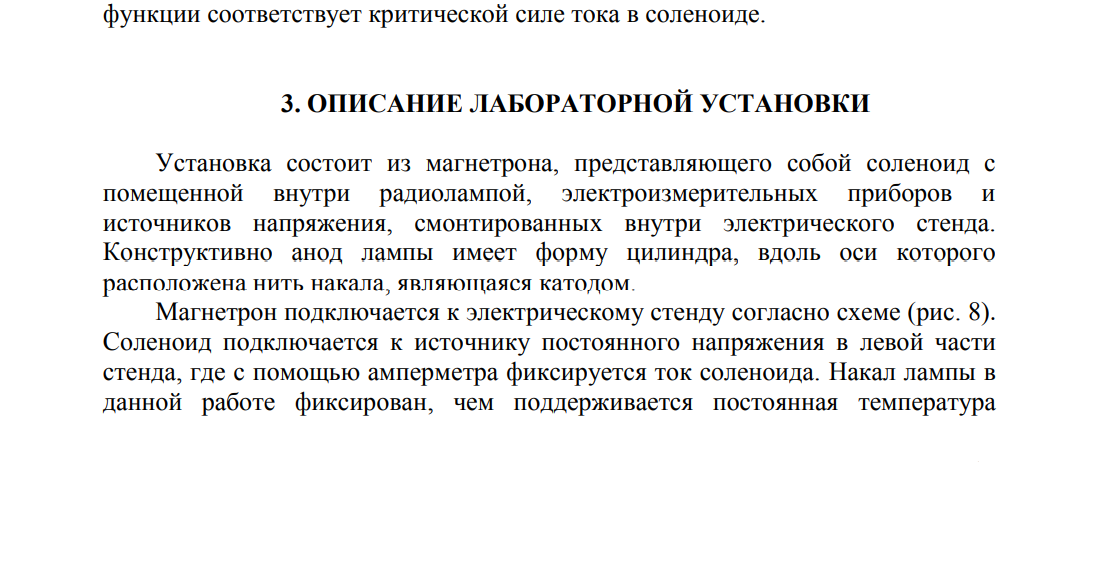 функции соответствует критической силе тока в соленоиде.
3. ОПИСАНИЕ ЛАБОРАТОРНОЙ УСТАНОВКИ
Установка состоит из магнетрона, представляющего собой соленоид с
помещенной внутри радиолампой, электроизмерительных приборов и
источников напряжения, смонтированных внутри электрического стенда.
Конструктивно анод лампы имеет форму цилиндра, вдоль оси которого
расположена нить накала, являющаяся катодом.
Магнетрон подключается к электрическому стенду согласно схеме (рис. 8).
Соленоид подключается к источнику постоянного напряжения в левой части
стенда, где с помощью амперметра фиксируется ток соленоида. Накал лампы в
данной работе фиксирован, чем поддерживается постоянная температура